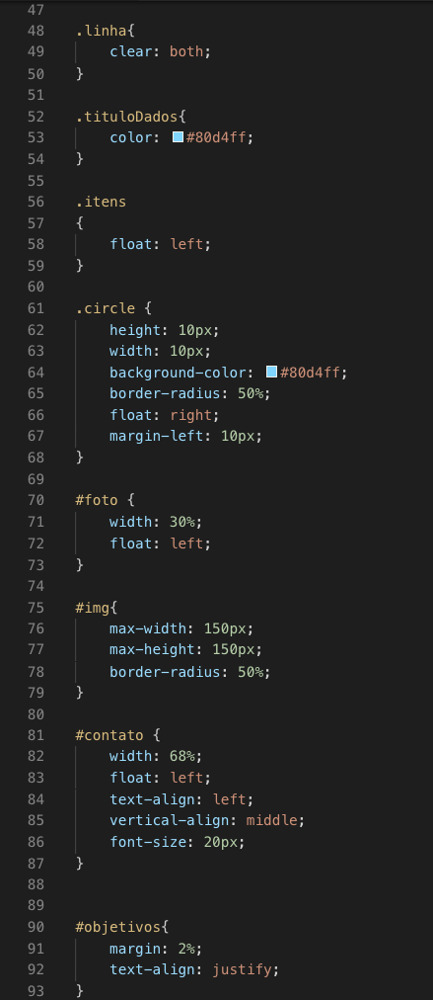 47
48 .linha{
49     clear: both;
50 }
51
52 .tituloDados{
53     color: #80d4ff;
54 }
55
56 .itens
57 {
58     float: left;
59 }
60
61 .circle {
62     height: 10px;
63     width: 10px;
64     background-color: #80d4ff;
65     border-radius: 50%;
66     float: right;
67     margin-left: 10px;
68 }
69
70 #foto {
71     width: 30%;
72     float: left;
73 }
74
75 #img{
76     max-width: 150px;
77     max-height: 150px;
78     border-radius: 50%;
79 }
80
81 #contato {
82     width: 68%;
83     float: left;
84     text-align: left;
85     vertical-align: middle;
86     font-size: 20px;
87 }
88
89
90 #objetivos{
91     margin: 2%;
92     text-align: justify;
93 }